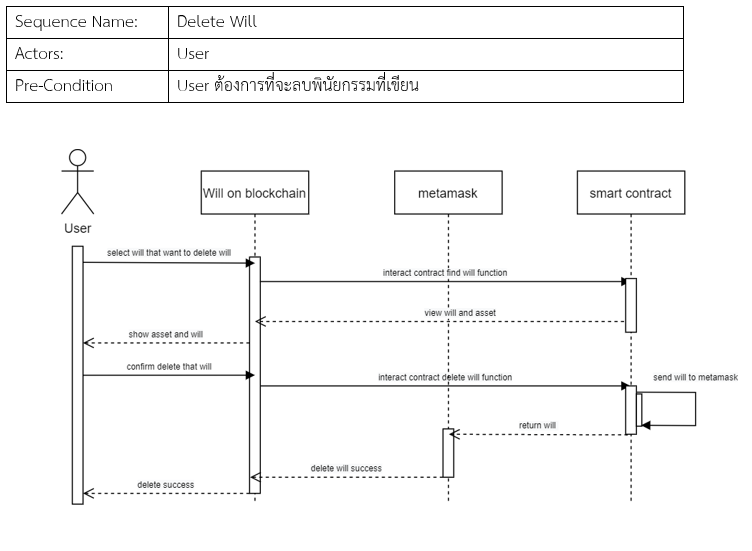 Sequence Name: Delete Will
Actors: User
Pre-Condition User ต้องการที่จะลบพินัยกรรมที่เขียน
Will on blockchain metamask smart contract
User
select will that want to delete will
interact contract find will function
view will and asset
show asset and will
confirm delete that will
interact contract delete will function send will to metamask
return will
delete will success
delete success